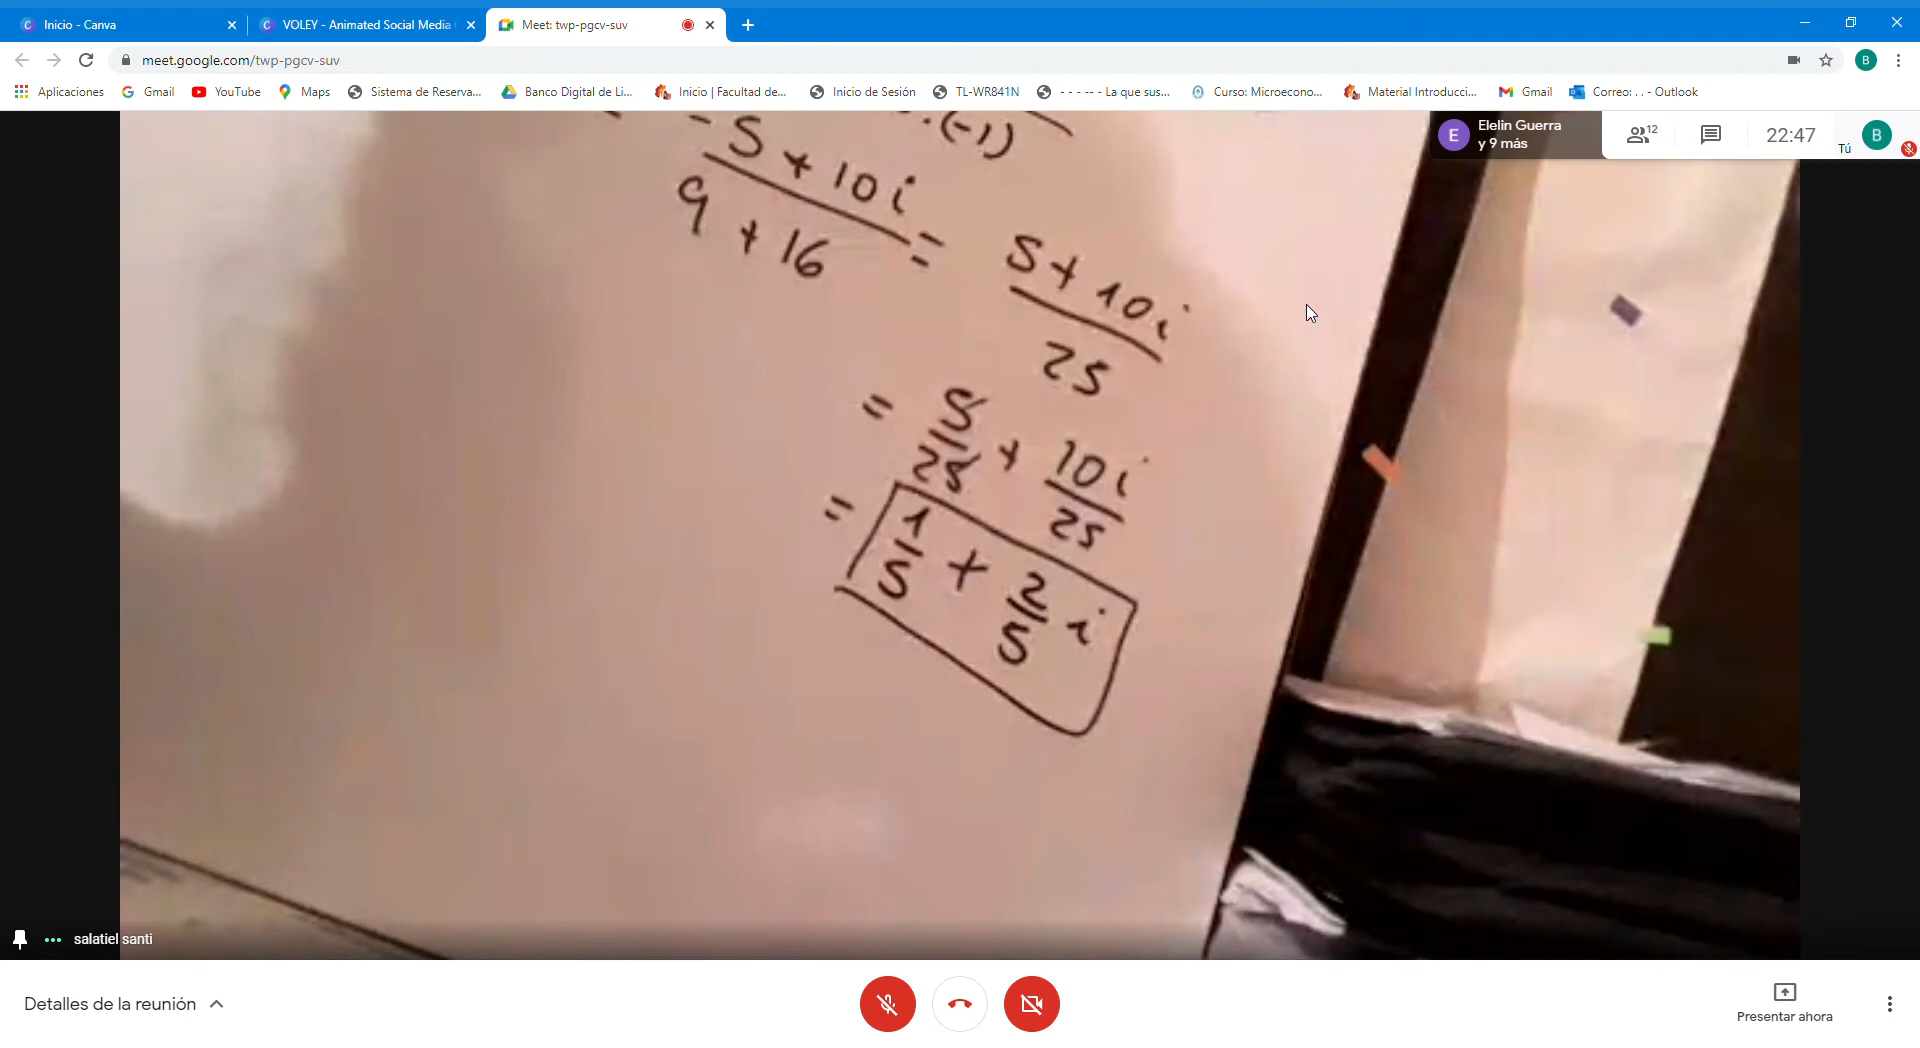 Inicio - Canva
VOLEY - Animated Social Media
Meet: twp-pgcv-suv
meet.google.com/twp-pgcv-suv
B
Aplicaciones Gmail YouTube Maps Sistema de Reserva... Banco Digital de Li... Inicio | Facultad de... Inicio de Sesión TL-WR841N - - - -- - La que sus... Curso: Microecono... Material Introducci... Gmail Correo: . . - Outlook
E Elelin Guerra
y 9 más
12
22:47
Tú B
.(-1)
5 + 10i
9 + 16
= 5 + 10i
25
= 5/25 + 10i/25
= 1/5 + 2/5 i
salatiel santi
Detalles de la reunión
Presentar ahora